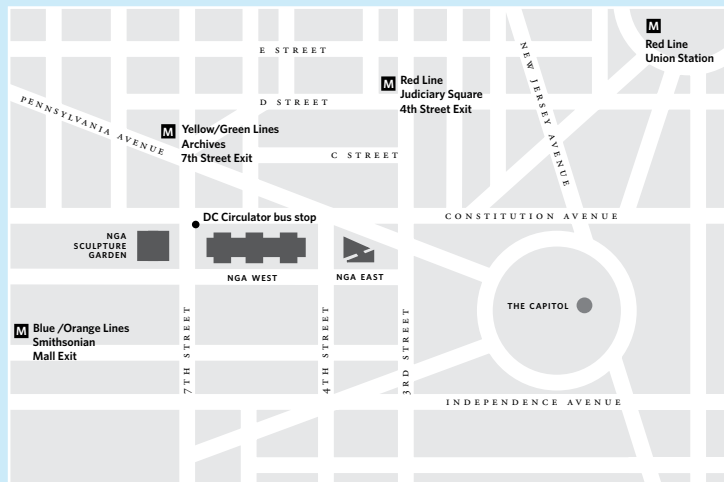 M
Red Line
Union Station
E STREET
NEW JERSEY AVENUE
M
Red Line
Judiciary Square
4th Street Exit
D STREET
PENNSYLVANIA AVENUE
M
Yellow/Green Lines
Archives
7th Street Exit
C STREET
DC Circulator bus stop
CONSTITUTION AVENUE
NGA
SCULPTURE
GARDEN
NGA WEST
NGA EAST
THE CAPITOL
M
Blue /Orange Lines
Smithsonian
Mall Exit
7TH STREET
4TH STREET
3RD STREET
INDEPENDENCE AVENUE